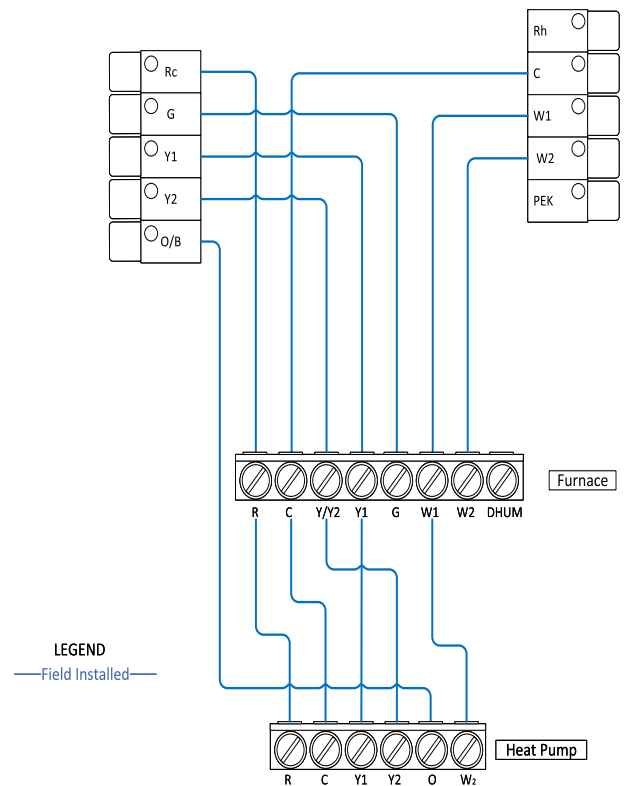 Rh
Rc
C
G
W1
Y1
W2
Y2
PEK
O/B
Furnace
R C Y/Y2 Y1 G W1 W2 DHUM
LEGEND
Field Installed
Heat Pump
R C Y1 Y2 O W2